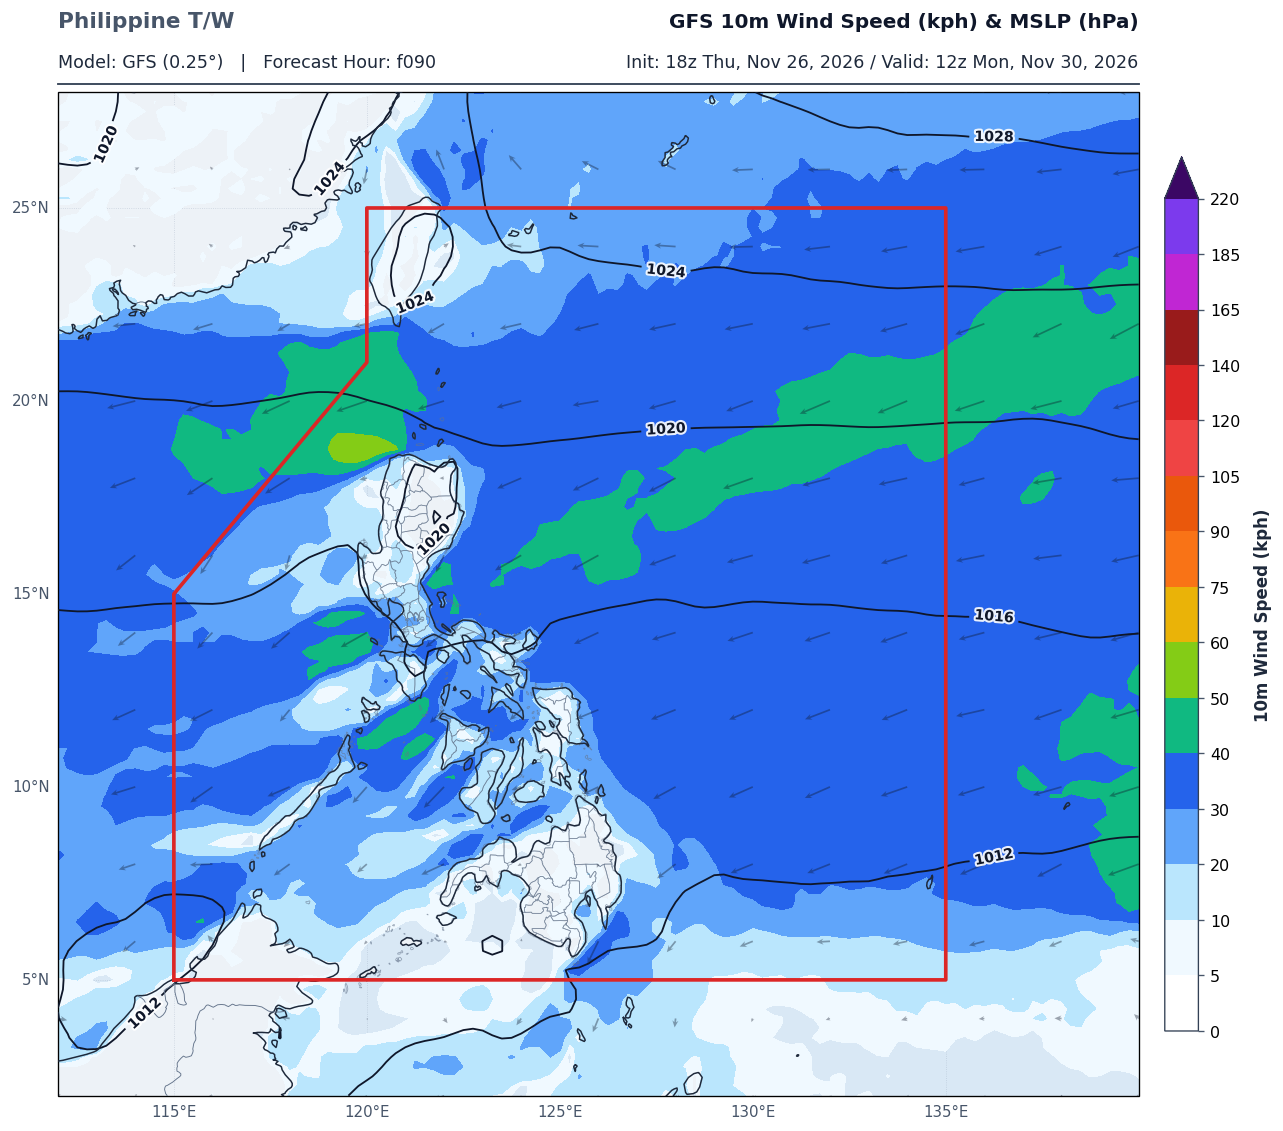 Philippine T/W
GFS 10m Wind Speed (kph) & MSLP (hPa)
Model: GFS (0.25°)   |   Forecast Hour: f090
Init: 18z Thu, Nov 26, 2026 / Valid: 12z Mon, Nov 30, 2026
1020
1024
1028
1024
1024
1020
1020
1016
1012
1012
25°N
20°N
15°N
10°N
5°N
115°E
120°E
125°E
130°E
135°E
220
185
165
140
120
105
90
75
60
50
40
30
20
10
5
0
10m Wind Speed (kph)